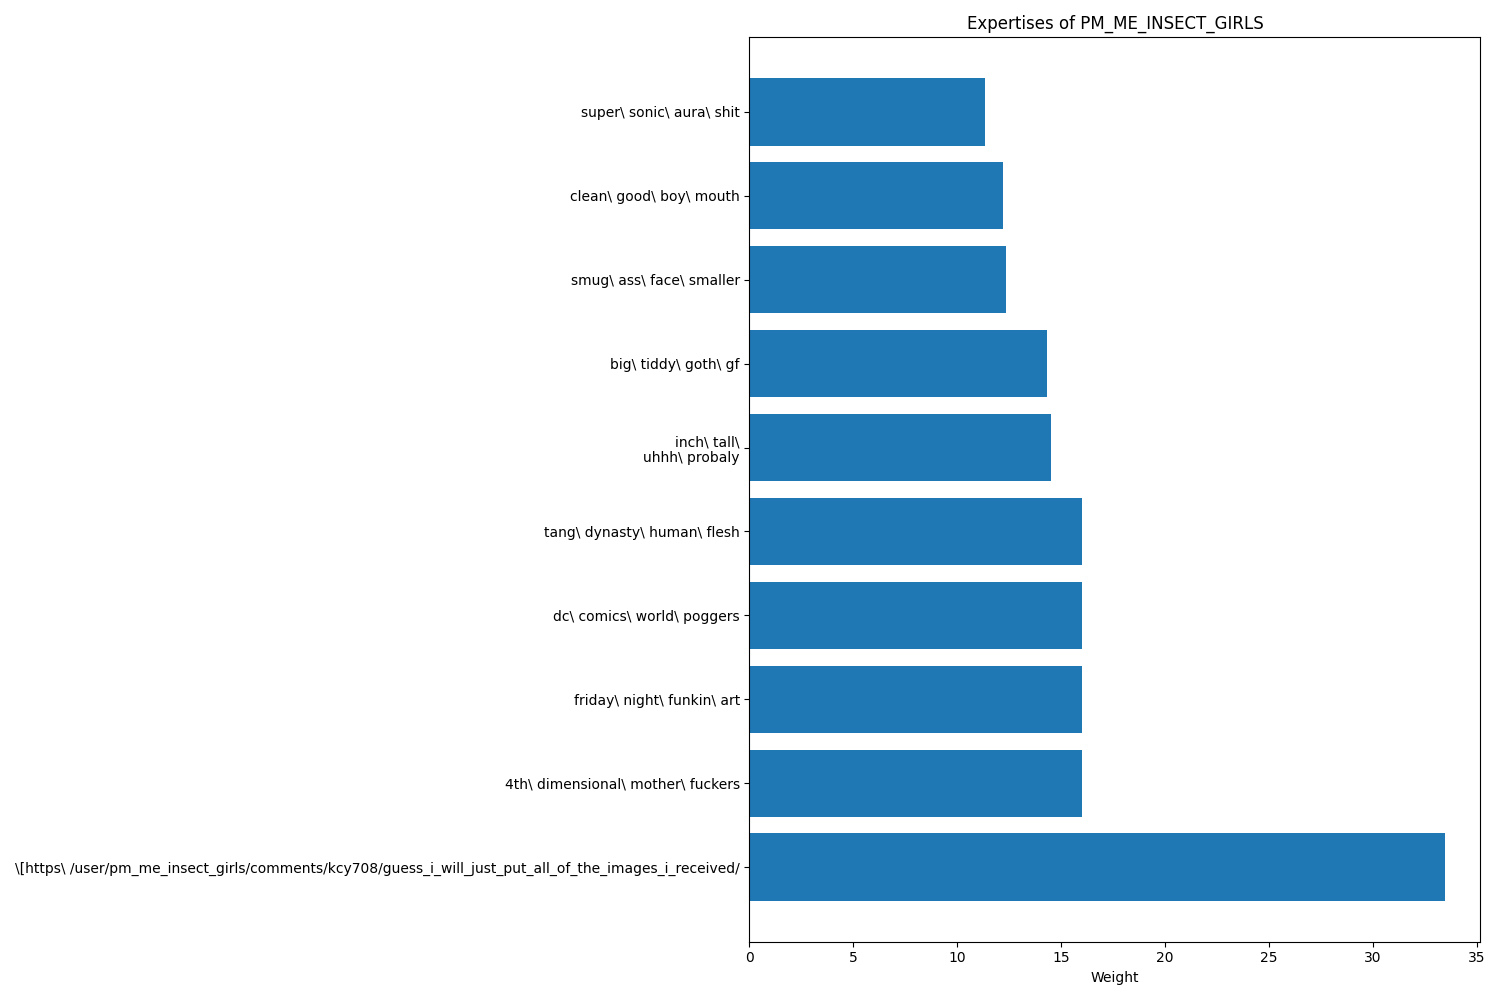 Expertises of PM_ME_INSECT_GIRLS
super\ sonic\ aura\ shit
clean\ good\ boy\ mouth
smug\ ass\ face\ smaller
big\ tiddy\ goth\ gf
inch\ tall\
uhhh\ probaly
tang\ dynasty\ human\ flesh
dc\ comics\ world\ poggers
friday\ night\ funkin\ art
4th\ dimensional\ mother\ fuckers
\[https\ /user/pm_me_insect_girls/comments/kcy708/guess_i_will_just_put_all_of_the_images_i_received/
0 5 10 15 20 25 30 35
Weight